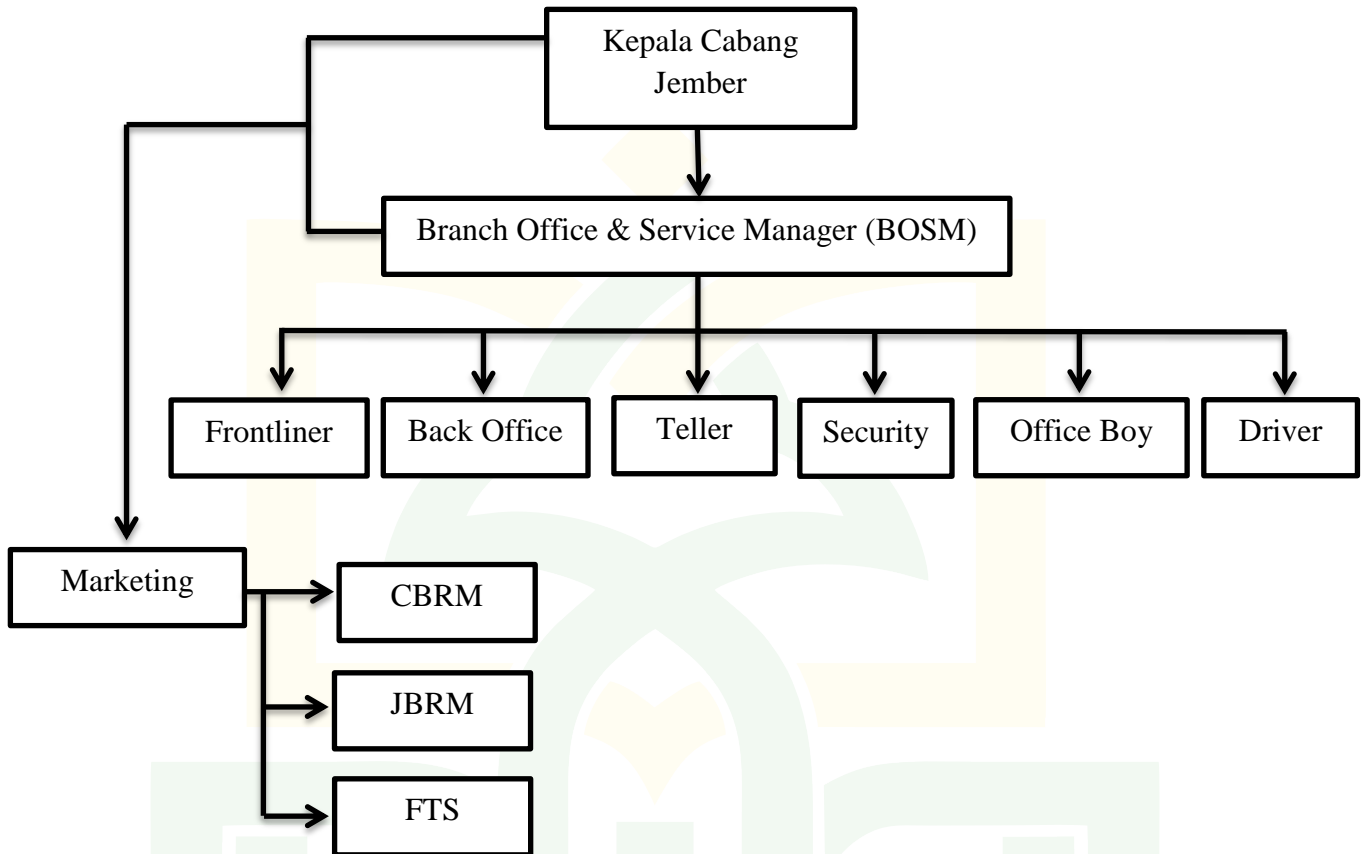 Kepala Cabang
Jember
Branch Office & Service Manager (BOSM)
Frontliner
Back Office
Teller
Security
Office Boy
Driver
Marketing
CBRM
JBRM
FTS